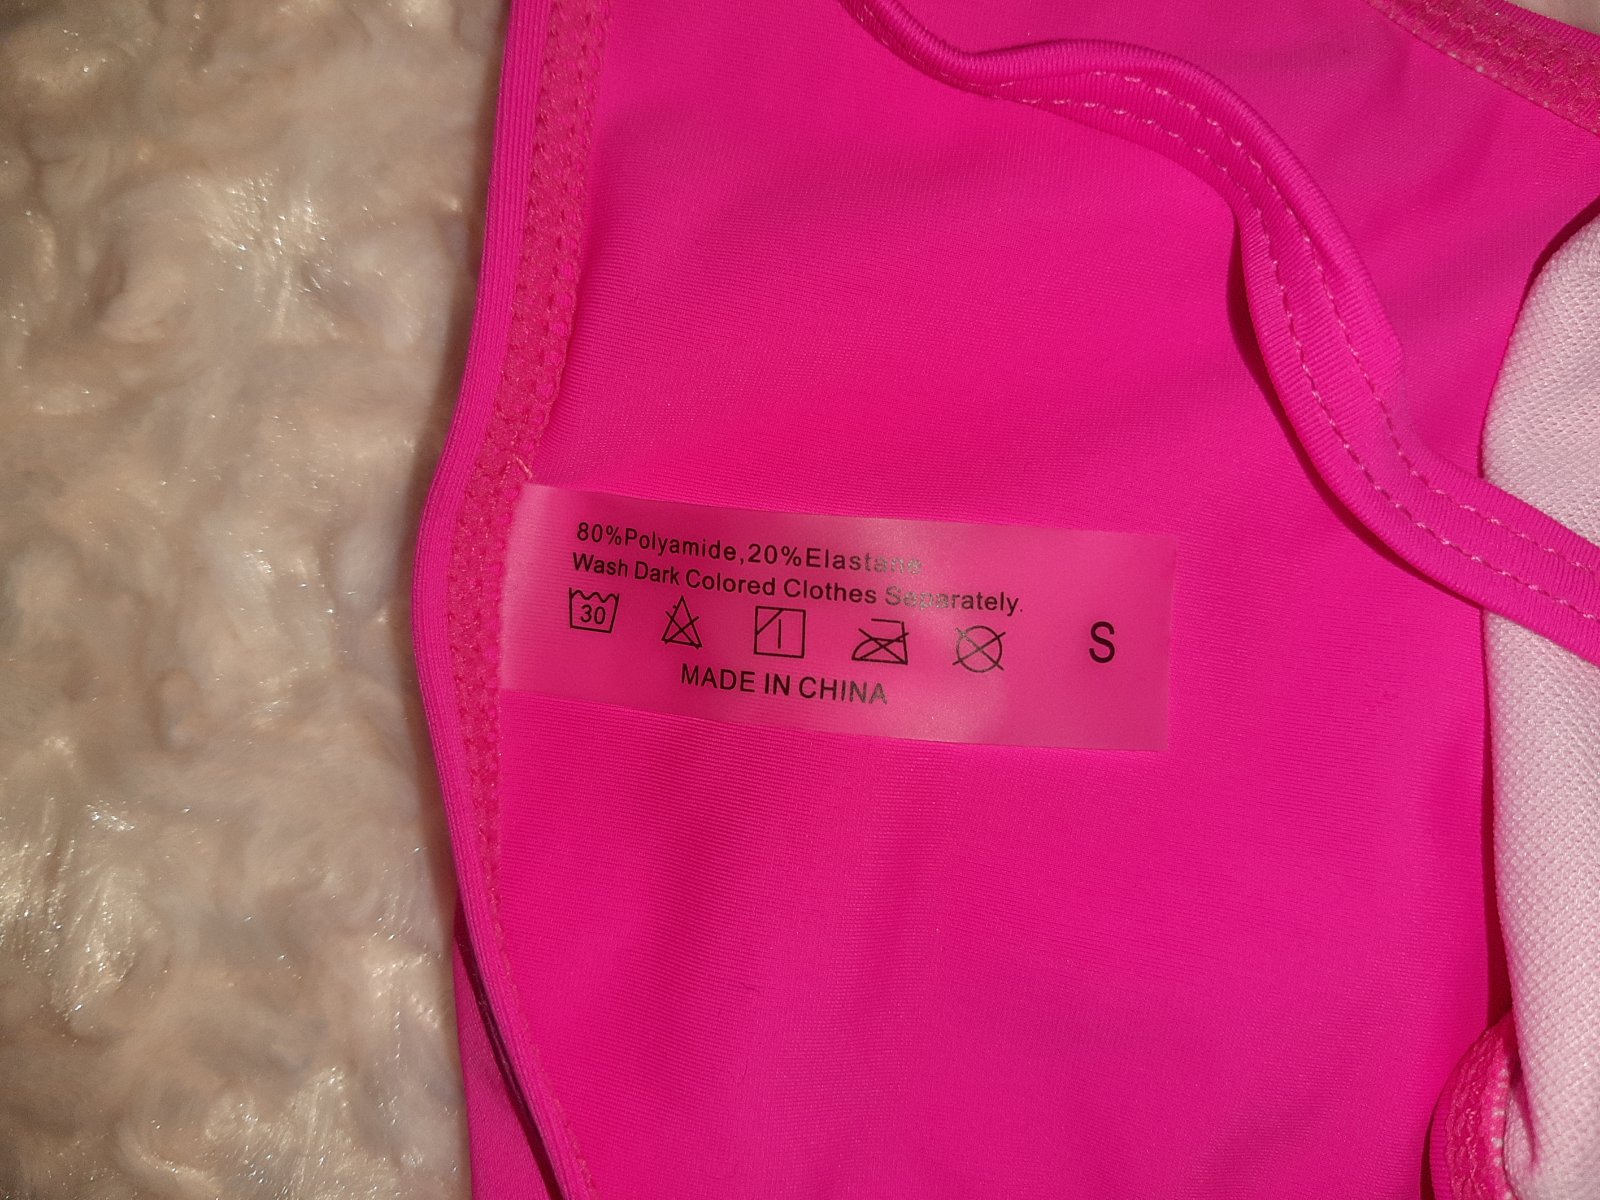 80%Polyamide,20%Elastane
Wash Dark Colored Clothes Separately.
30 S
MADE IN CHINA